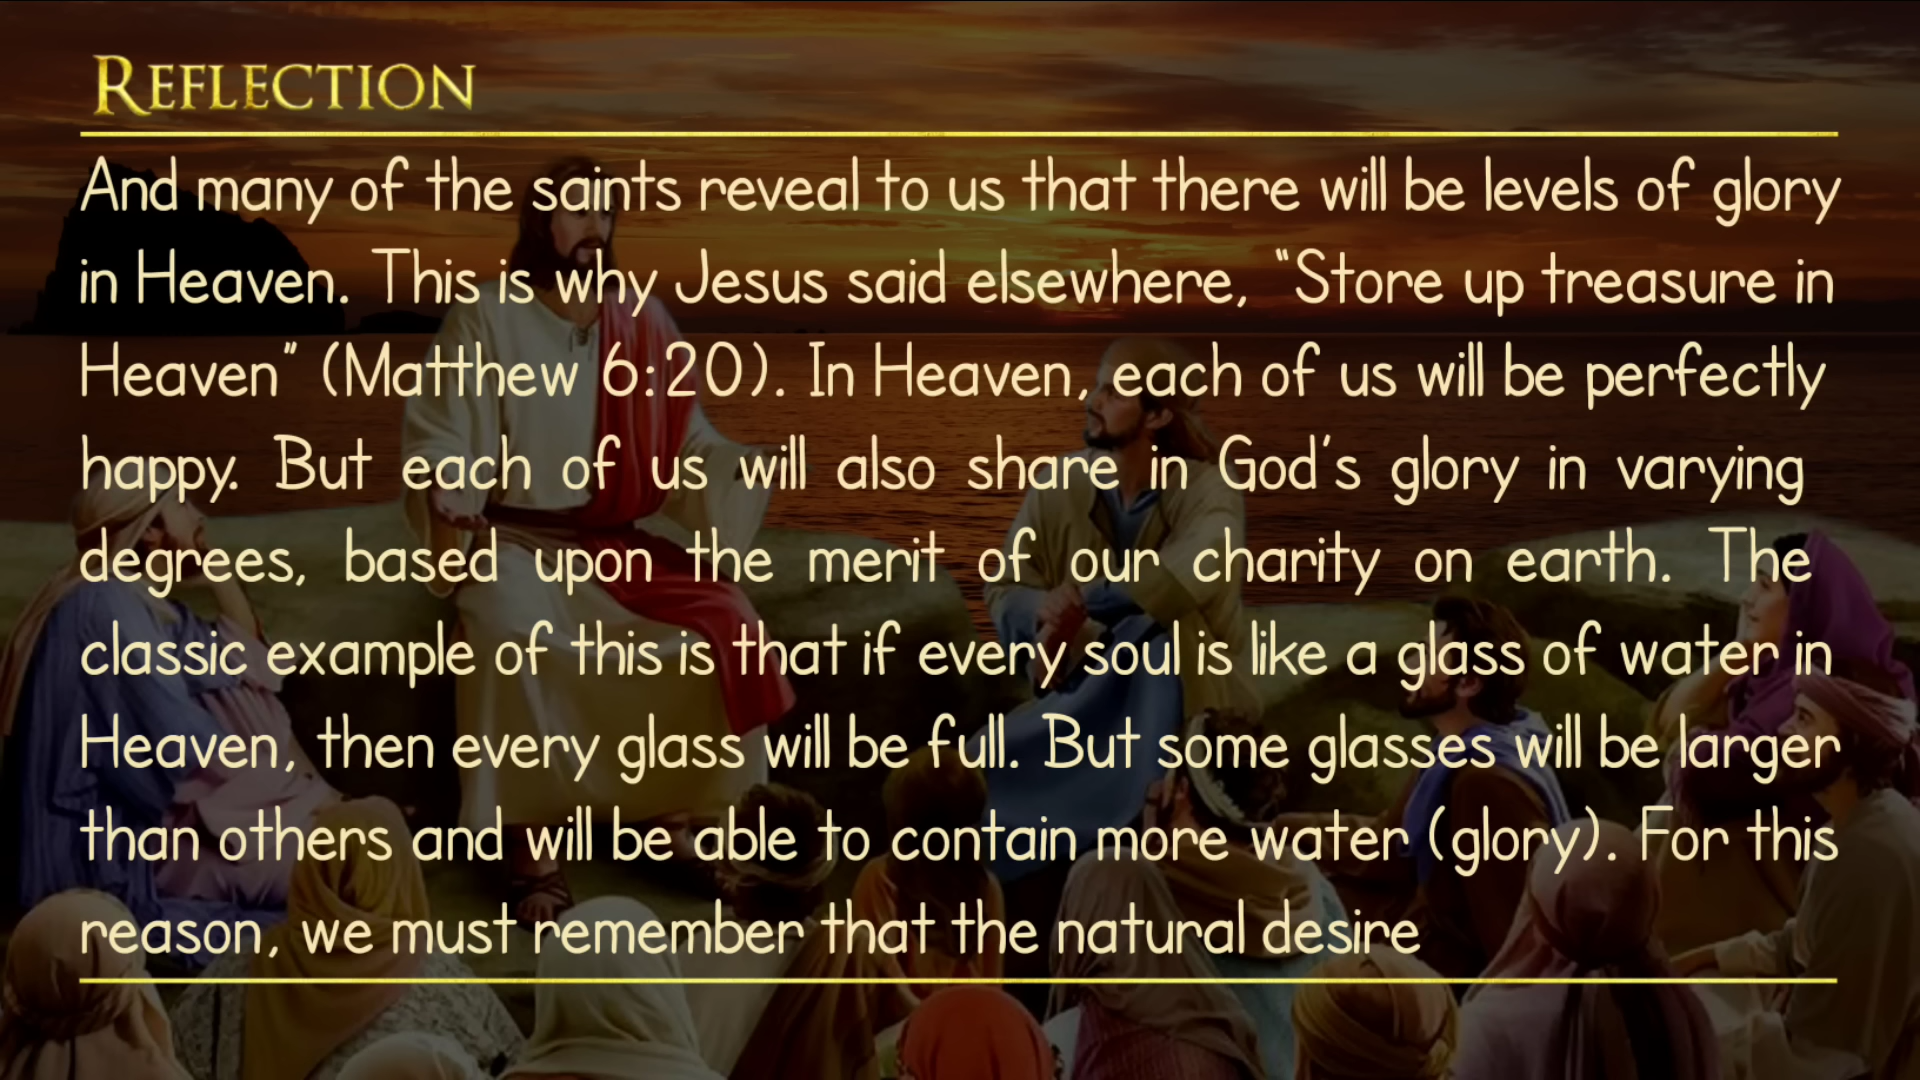 REFLECTION
And many of the saints reveal to us that there will be levels of glory
in Heaven. This is why Jesus said elsewhere, “Store up treasure in
Heaven” (Matthew 6:20). In Heaven, each of us will be perfectly
happy. But each of us will also share in God’s glory in varying
degrees, based upon the merit of our charity on earth. The
classic example of this is that if every soul is like a glass of water in
Heaven, then every glass will be full. But some glasses will be larger
than others and will be able to contain more water (glory). For this
reason, we must remember that the natural desire